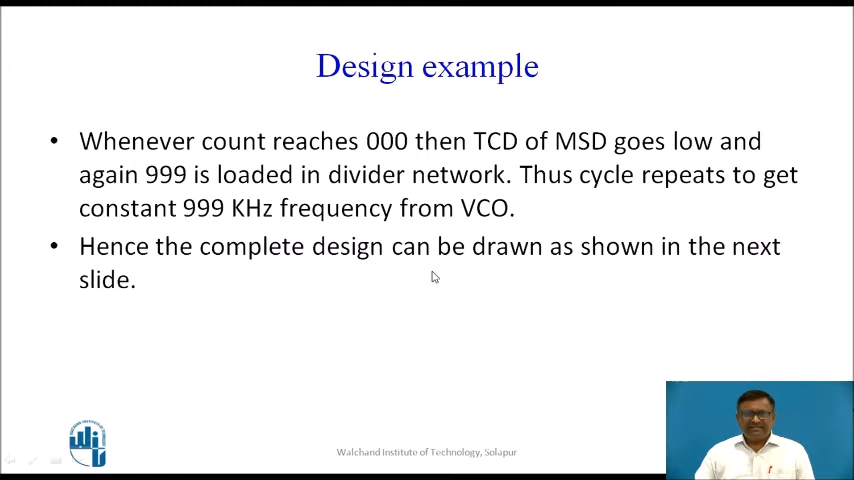 Design example
• Whenever count reaches 000 then TCD of MSD goes low and
again 999 is loaded in divider network. Thus cycle repeats to get
constant 999 KHz frequency from VCO.
• Hence the complete design can be drawn as shown in the next
slide.
Walchand Institute of Technology, Solapur